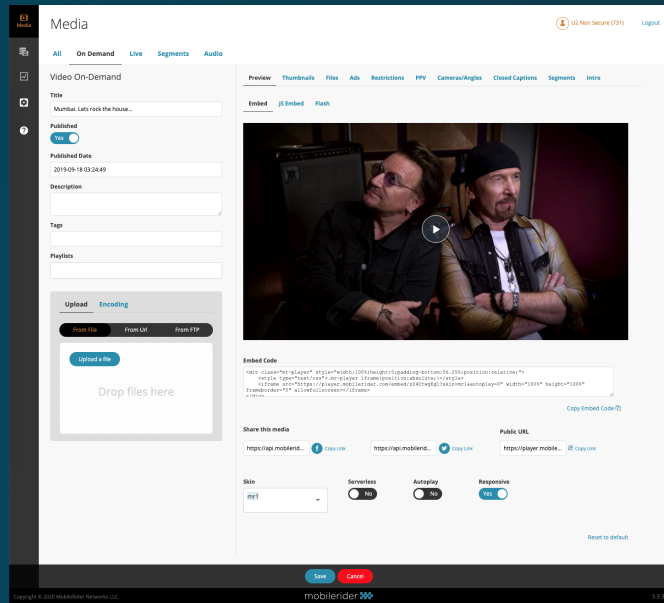 Media
Media
U2 Non Secure (731)
Logout
All
On Demand
Live
Segments
Audio
Video On-Demand
Title
Mumbai. Lets rock the house...
Published
Yes
Published Date
2019-09-18 03:24:49
Description
Tags
Playlists
Upload
Encoding
From File
From Url
From FTP
Upload a file
Drop files here
Preview
Thumbnails
Files
Ads
Restrictions
PPV
Cameras/Angles
Closed Captions
Segments
Intro
Embed
JS Embed
Flash
Embed Code
<div class="mr-player" style="width:100%;height:0;padding-bottom:56.25%;position:relative;">
<style type="text/css">.mr-player iframe{position:absolute;}</style>
frameborder="0" allowfullscreen></iframe>
</div>
Copy Embed Code
Share this media
Public URL
https://api.mobilerid...
Copy Link
https://api.mobilerid...
Copy Link
https://player.mobile...
Copy Link
Skin
Serverless
Autoplay
Responsive
mr1
No
No
Yes
Reset to default
Save
Cancel
Copyright © 2020 MobileRider Networks LLC
mobilerider